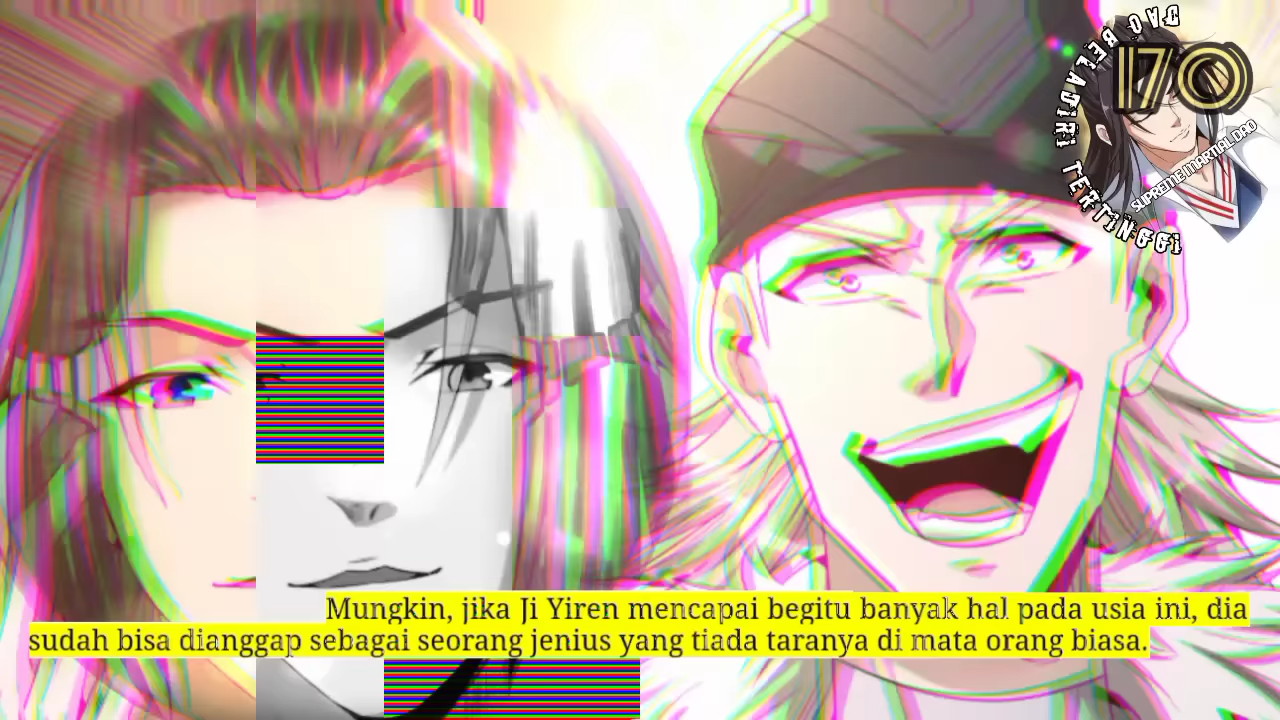 DAO BELADIRI TERTINGGI
170
SUPREME MARTIAL DAO
Mungkin, jika Ji Yiren mencapai begitu banyak hal pada usia ini, dia
sudah bisa dianggap sebagai seorang jenius yang tiada taranya di mata orang biasa.